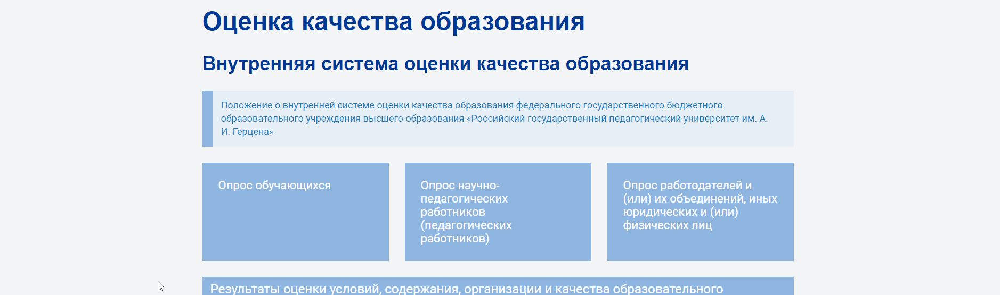 Оценка качества образования
Внутренняя система оценки качества образования
Положение о внутренней системе оценки качества образования федерального государственного бюджетного
образовательного учреждения высшего образования «Российский государственный педагогический университет им. А.
И. Герцена»
Опрос обучающихся
Опрос научно-
педагогических
работников
(педагогических
работников)
Опрос работодателей и
(или) их объединений, иных
юридических и (или)
физических лиц
Результаты оценки условий, содержания, организации и качества образовательного